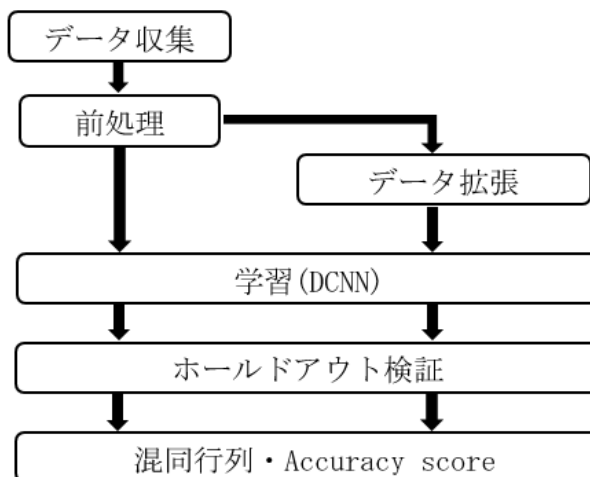 データ収集
前処理
データ拡張
学習(DCNN)
ホールドアウト検証
混同行列・Accuracy score